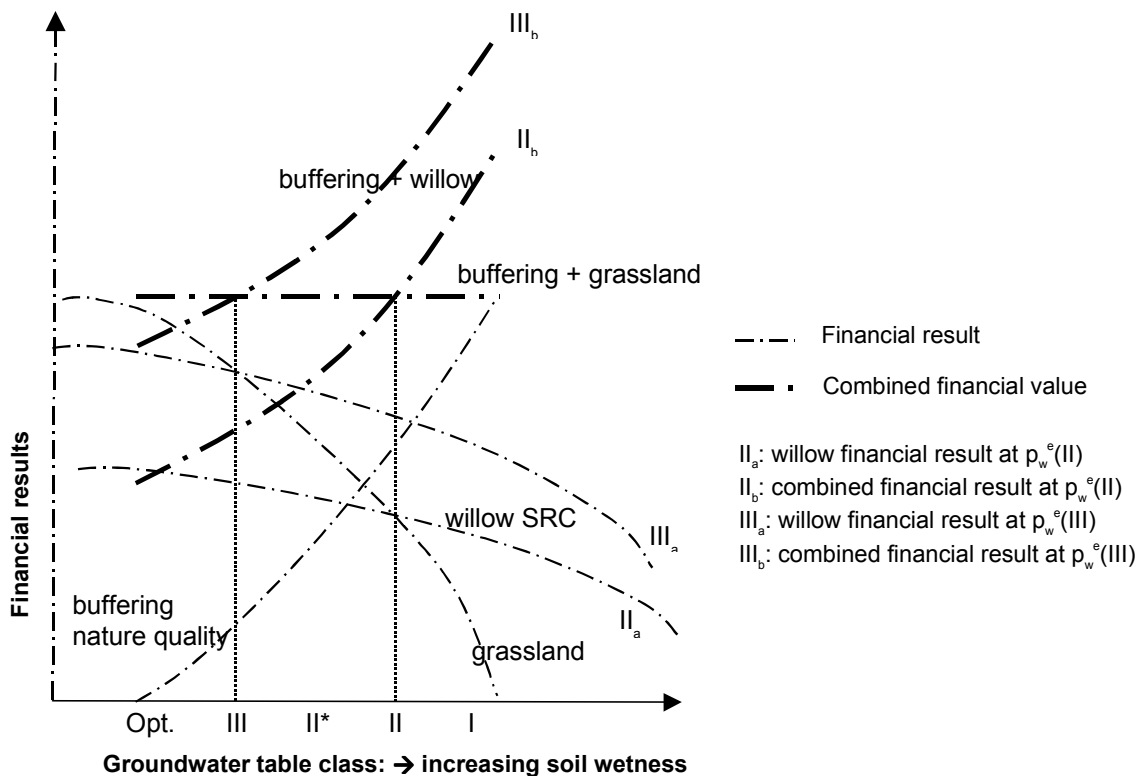 III_b
II_b
buffering + willow
buffering + grassland
Financial result
Combined financial value
II_a: willow financial result at p_w^e(II)
II_b: combined financial result at p_w^e(II)
III_a: willow financial result at p_w^e(III)
III_b: combined financial result at p_w^e(III)
willow SRC
III_a
II_a
buffering
nature quality
grassland
Financial results
Opt. III II* II I
Groundwater table class: → increasing soil wetness